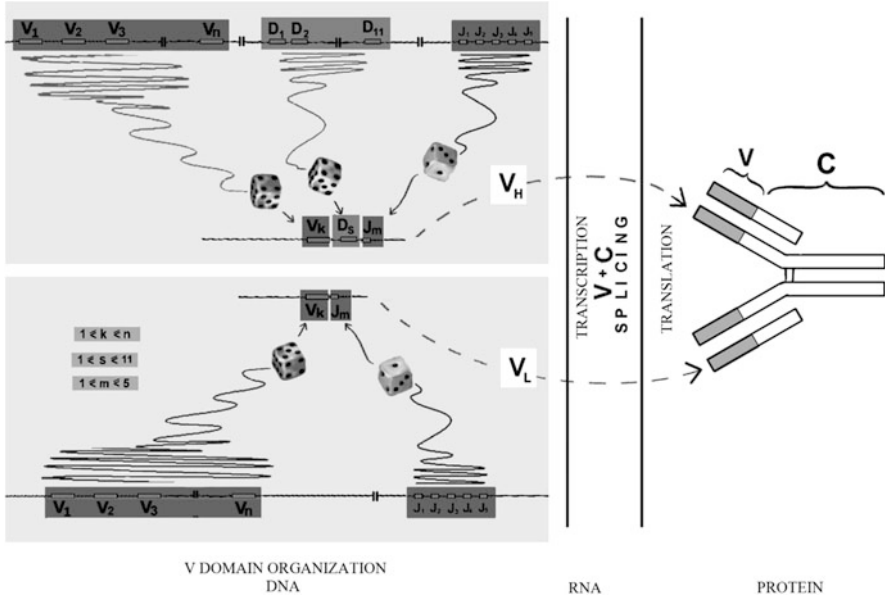 V₁ V₂ V₃ Vn D₁ D₂ D₁₁ J₁ J₂ J₃ J₄ J₅
Vk Ds Jm
V_H
Vk Jm
1 ≤ k ≤ n
1 ≤ s ≤ 11
1 ≤ m ≤ 5
V_L
V₁ V₂ V₃ Vn J₁ J₂ J₃ J₄ J₅
TRANSCRIPTION
V + C
SPLICING
TRANSLATION
V C
V DOMAIN ORGANIZATION
DNA
RNA
PROTEIN